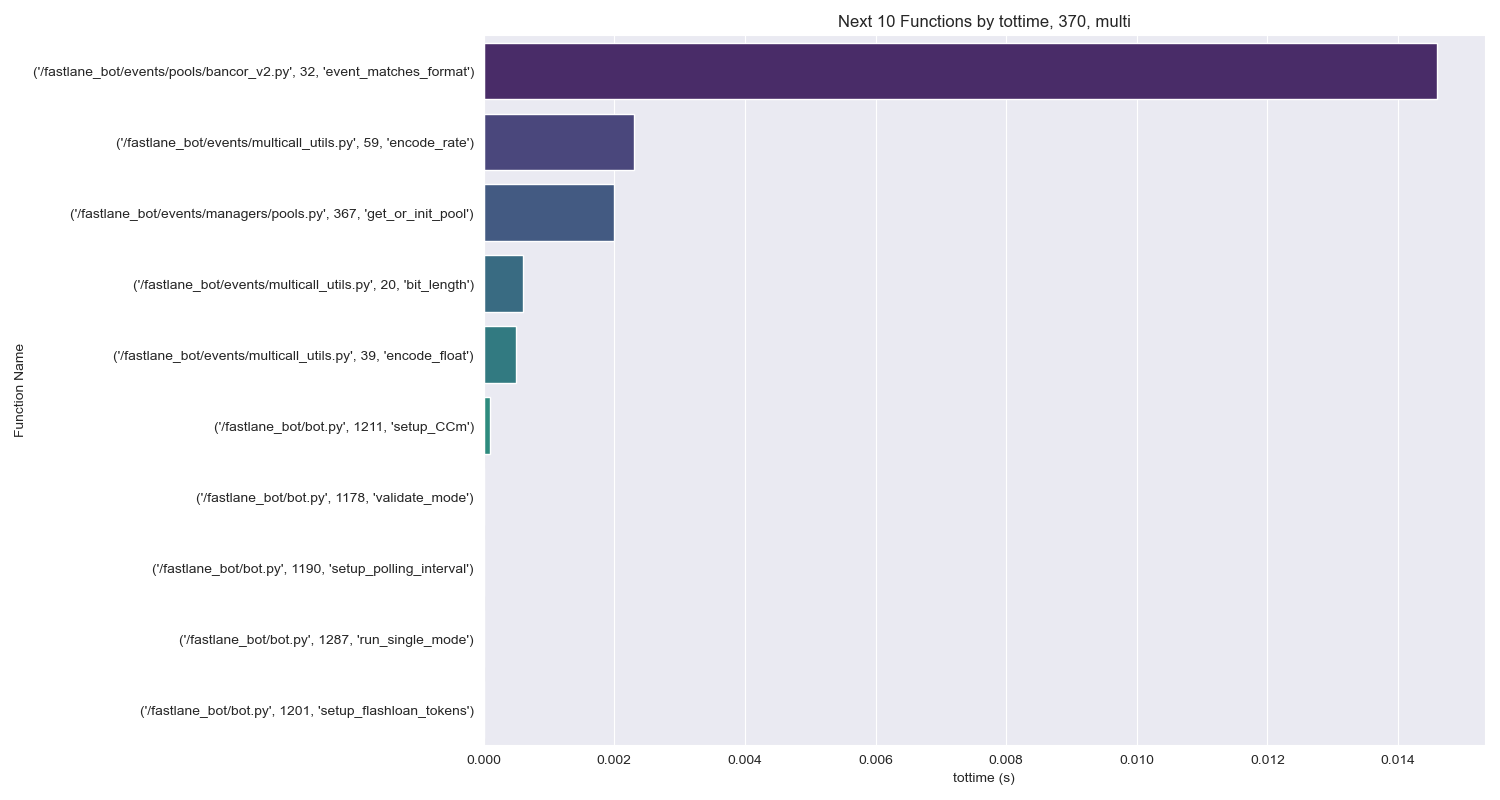 Next 10 Functions by tottime, 370, multi
('/fastlane_bot/events/pools/bancor_v2.py', 32, 'event_matches_format')
('/fastlane_bot/events/multicall_utils.py', 59, 'encode_rate')
('/fastlane_bot/events/managers/pools.py', 367, 'get_or_init_pool')
('/fastlane_bot/events/multicall_utils.py', 20, 'bit_length')
('/fastlane_bot/events/multicall_utils.py', 39, 'encode_float')
('/fastlane_bot/bot.py', 1211, 'setup_CCm')
('/fastlane_bot/bot.py', 1178, 'validate_mode')
('/fastlane_bot/bot.py', 1190, 'setup_polling_interval')
('/fastlane_bot/bot.py', 1287, 'run_single_mode')
('/fastlane_bot/bot.py', 1201, 'setup_flashloan_tokens')
Function Name
0.000 0.002 0.004 0.006 0.008 0.010 0.012 0.014
tottime (s)